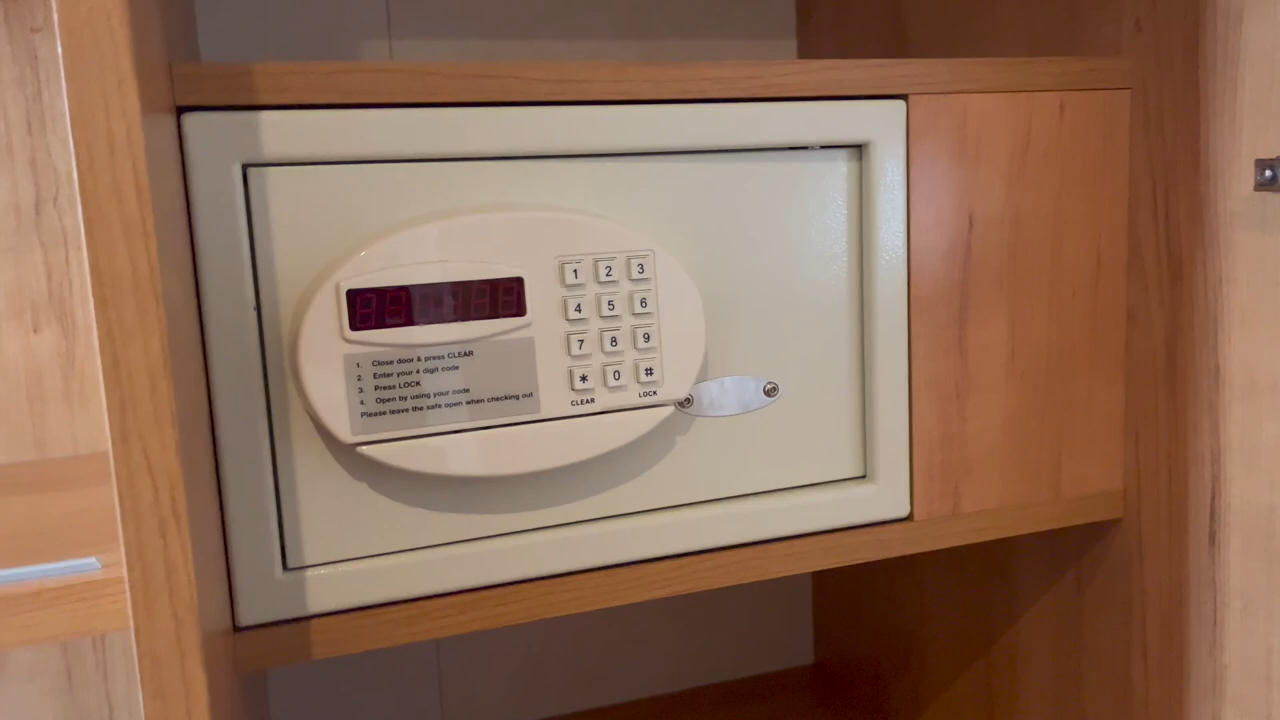 1. Close door & press CLEAR
2. Enter your 4 digit code
3. Press LOCK
4. Open by using your code
Please leave the safe open when checking out
1 2 3
4 5 6
7 8 9
* 0 #
CLEAR LOCK